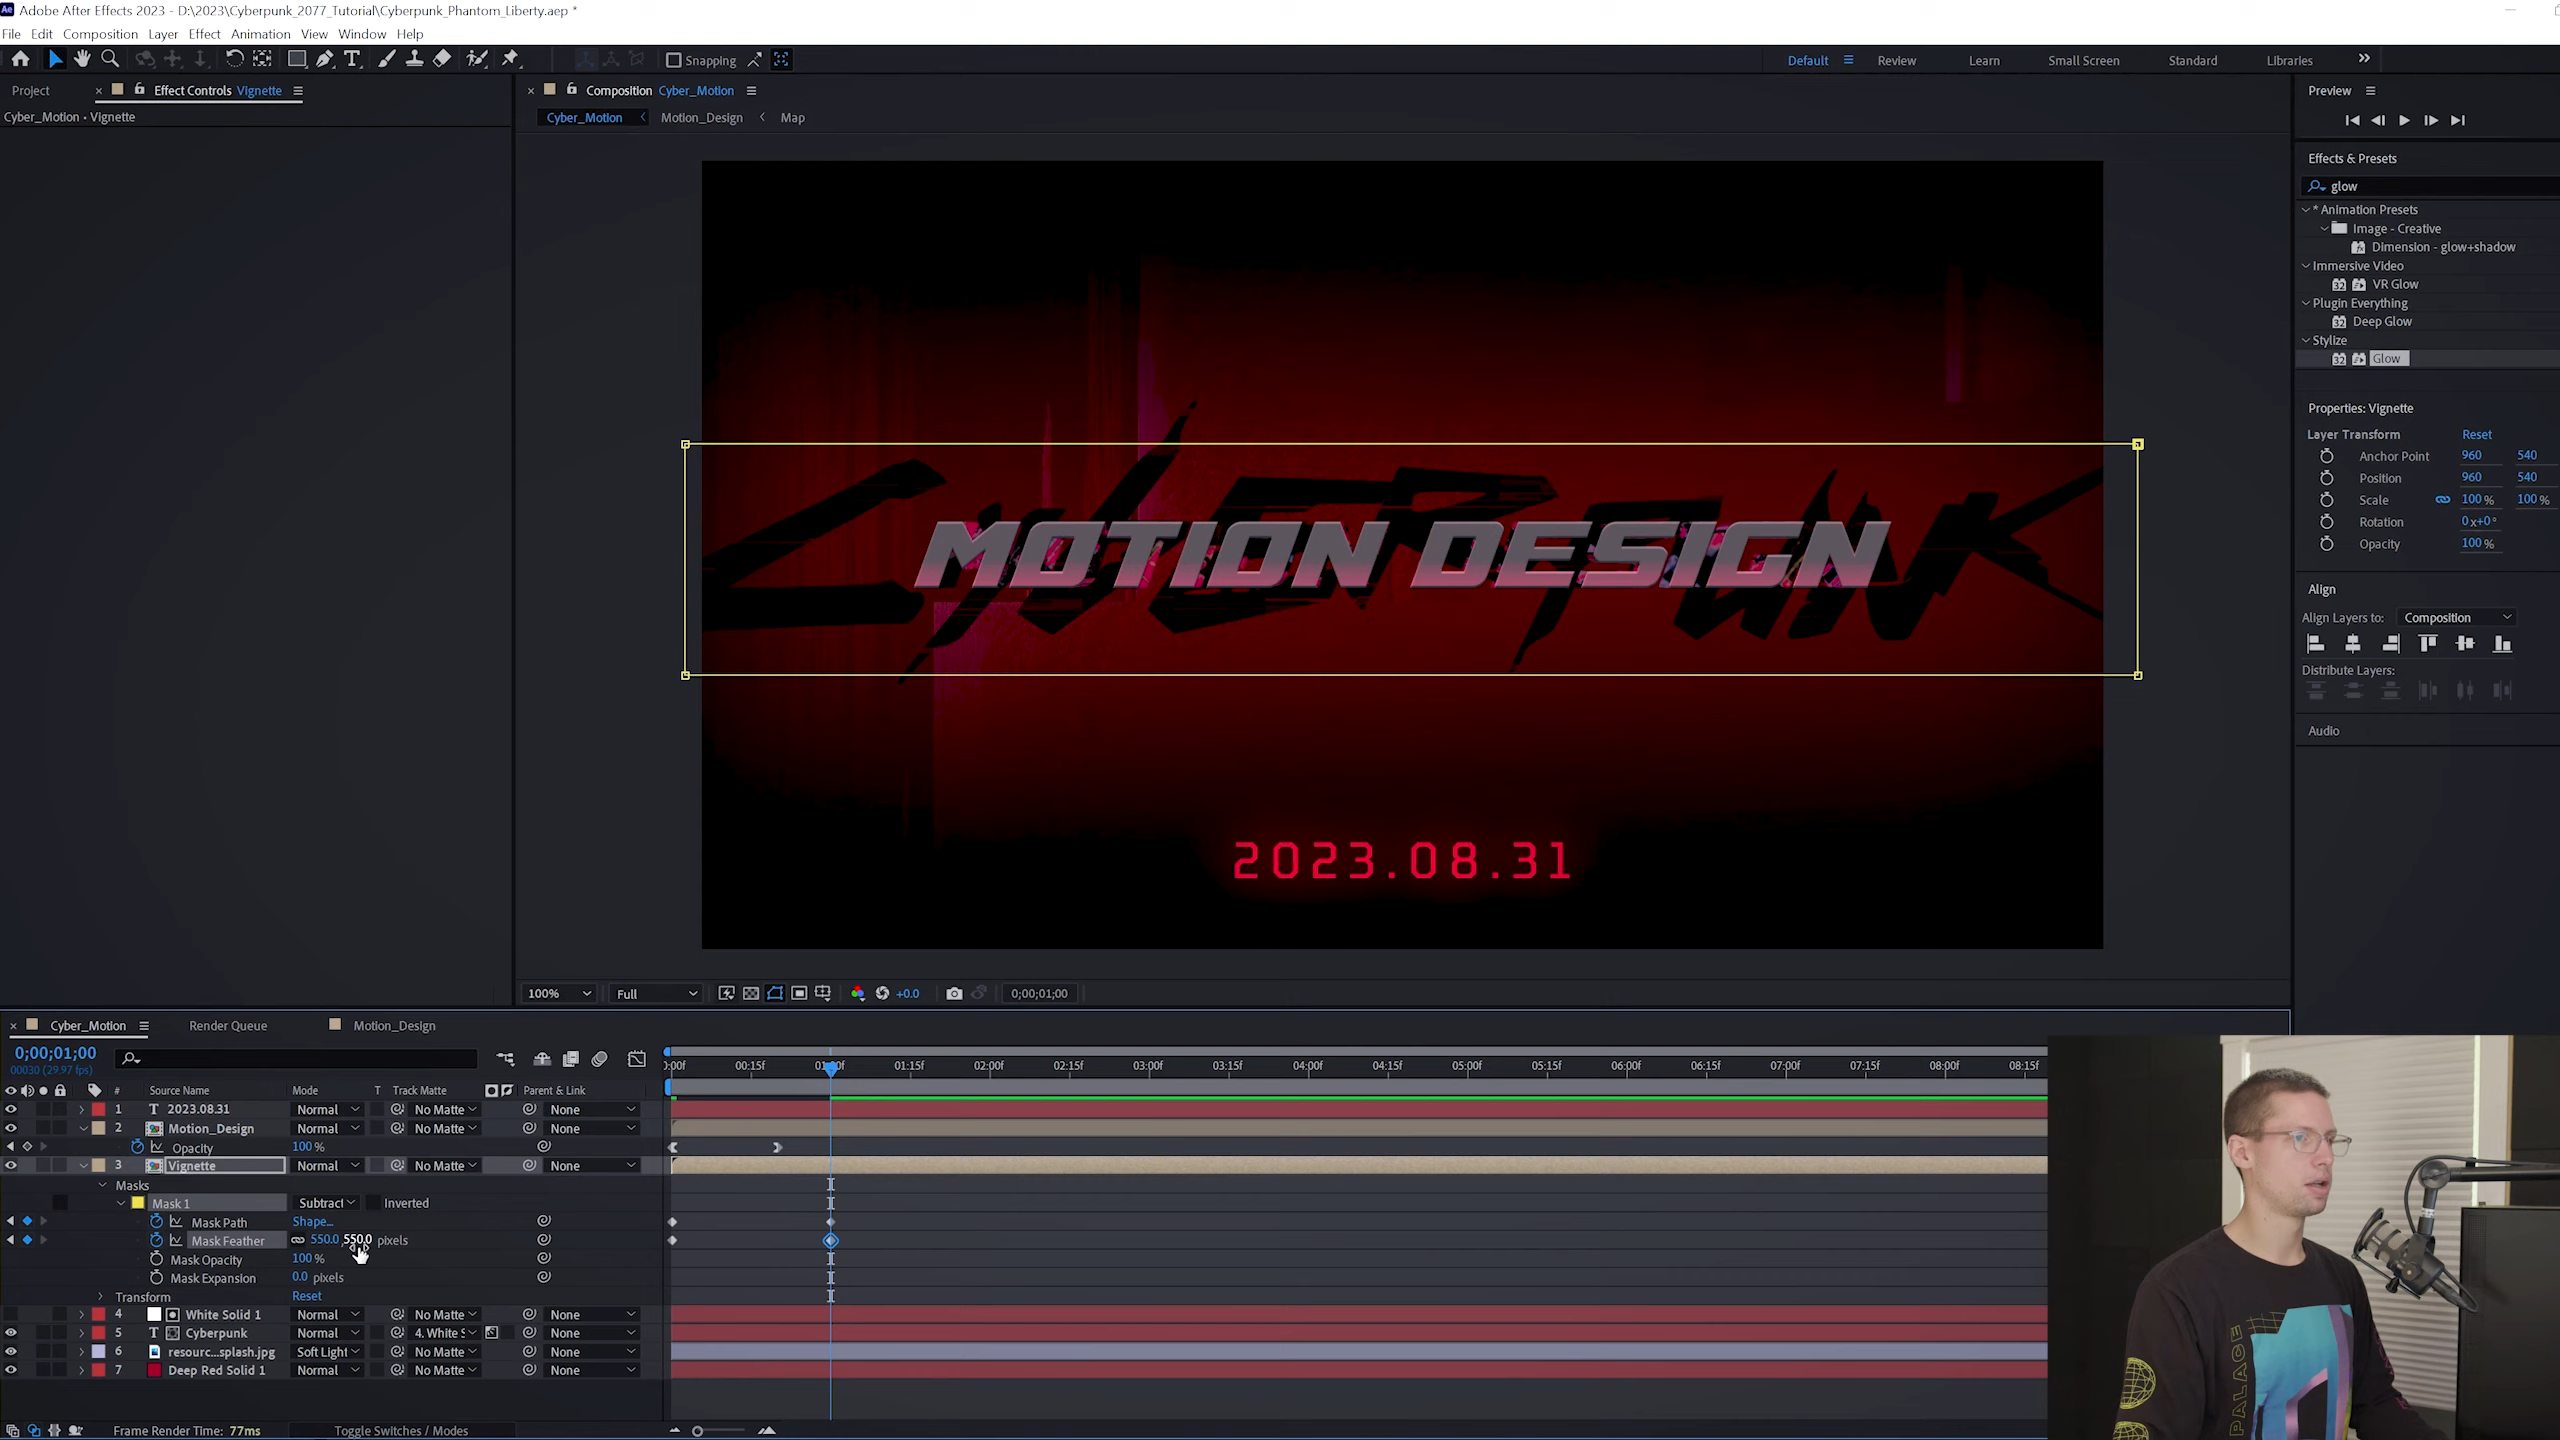 Adobe After Effects 2023 - D:\2023\Cyberpunk_2077_Tutorial\Cyberpunk_Phantom_Liberty.aep *
File Edit Composition Layer Effect Animation View Window Help
Snapping Default Review Learn Small Screen Standard Libraries
Project Effect Controls Vignette
Cyber_Motion • Vignette
Composition Cyber_Motion
Cyber_Motion Motion_Design Map
CYBERPUNK
MOTION DESIGN
2023.08.31
100% Full +0.0 0;00;01;00
Preview
Effects & Presets
glow
* Animation Presets
Image - Creative
Dimension - glow+shadow
Immersive Video
VR Glow
Plugin Everything
Deep Glow
Stylize
Glow
Properties: Vignette
Layer Transform Reset
Anchor Point 960 540
Position 960 540
Scale 100 % 100 %
Rotation 0x+0°
Opacity 100 %
Align
Align Layers to: Composition
Distribute Layers:
Audio
Cyber_Motion Render Queue Motion_Design
0;00;01;00
00030 (29.97 fps)
00:15f 01:15f 02:00f 02:15f 03:00f 03:15f 04:00f 04:15f 05:00f 05:15f 06:00f 06:15f 07:00f 07:15f 08:00f 08:15f
# Source Name Mode T Track Matte Parent & Link
1 T 2023.08.31 Normal No Matte None
2 Motion_Design Normal No Matte None
Opacity 100 %
3 Vignette Normal No Matte None
Masks
Mask 1 Subtract Inverted
Mask Path Shape...
Mask Feather 550.0, 550.0 pixels
Mask Opacity 100 %
Mask Expansion 0.0 pixels
Transform Reset
4 White Solid 1 Normal No Matte None
5 T Cyberpunk Normal 4. White S None
6 resourc...splash.jpg Soft Light No Matte None
7 Deep Red Solid 1 Normal No Matte None
Frame Render Time: 77ms Toggle Switches / Modes
PALACE